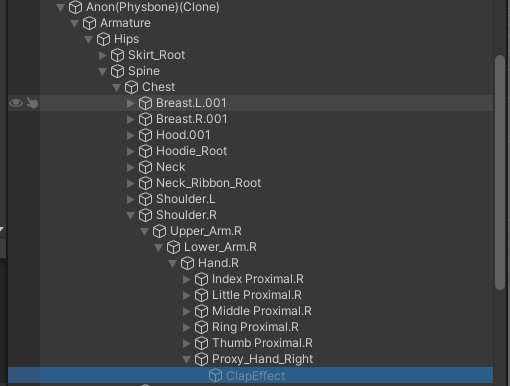 Anon(Physbone)(Clone)
Armature
Hips
Skirt_Root
Spine
Chest
Breast.L.001
Breast.R.001
Hood.001
Hoodie_Root
Neck
Neck_Ribbon_Root
Shoulder.L
Shoulder.R
Upper_Arm.R
Lower_Arm.R
Hand.R
Index Proximal.R
Little Proximal.R
Middle Proximal.R
Ring Proximal.R
Thumb Proximal.R
Proxy_Hand_Right
ClapEffect